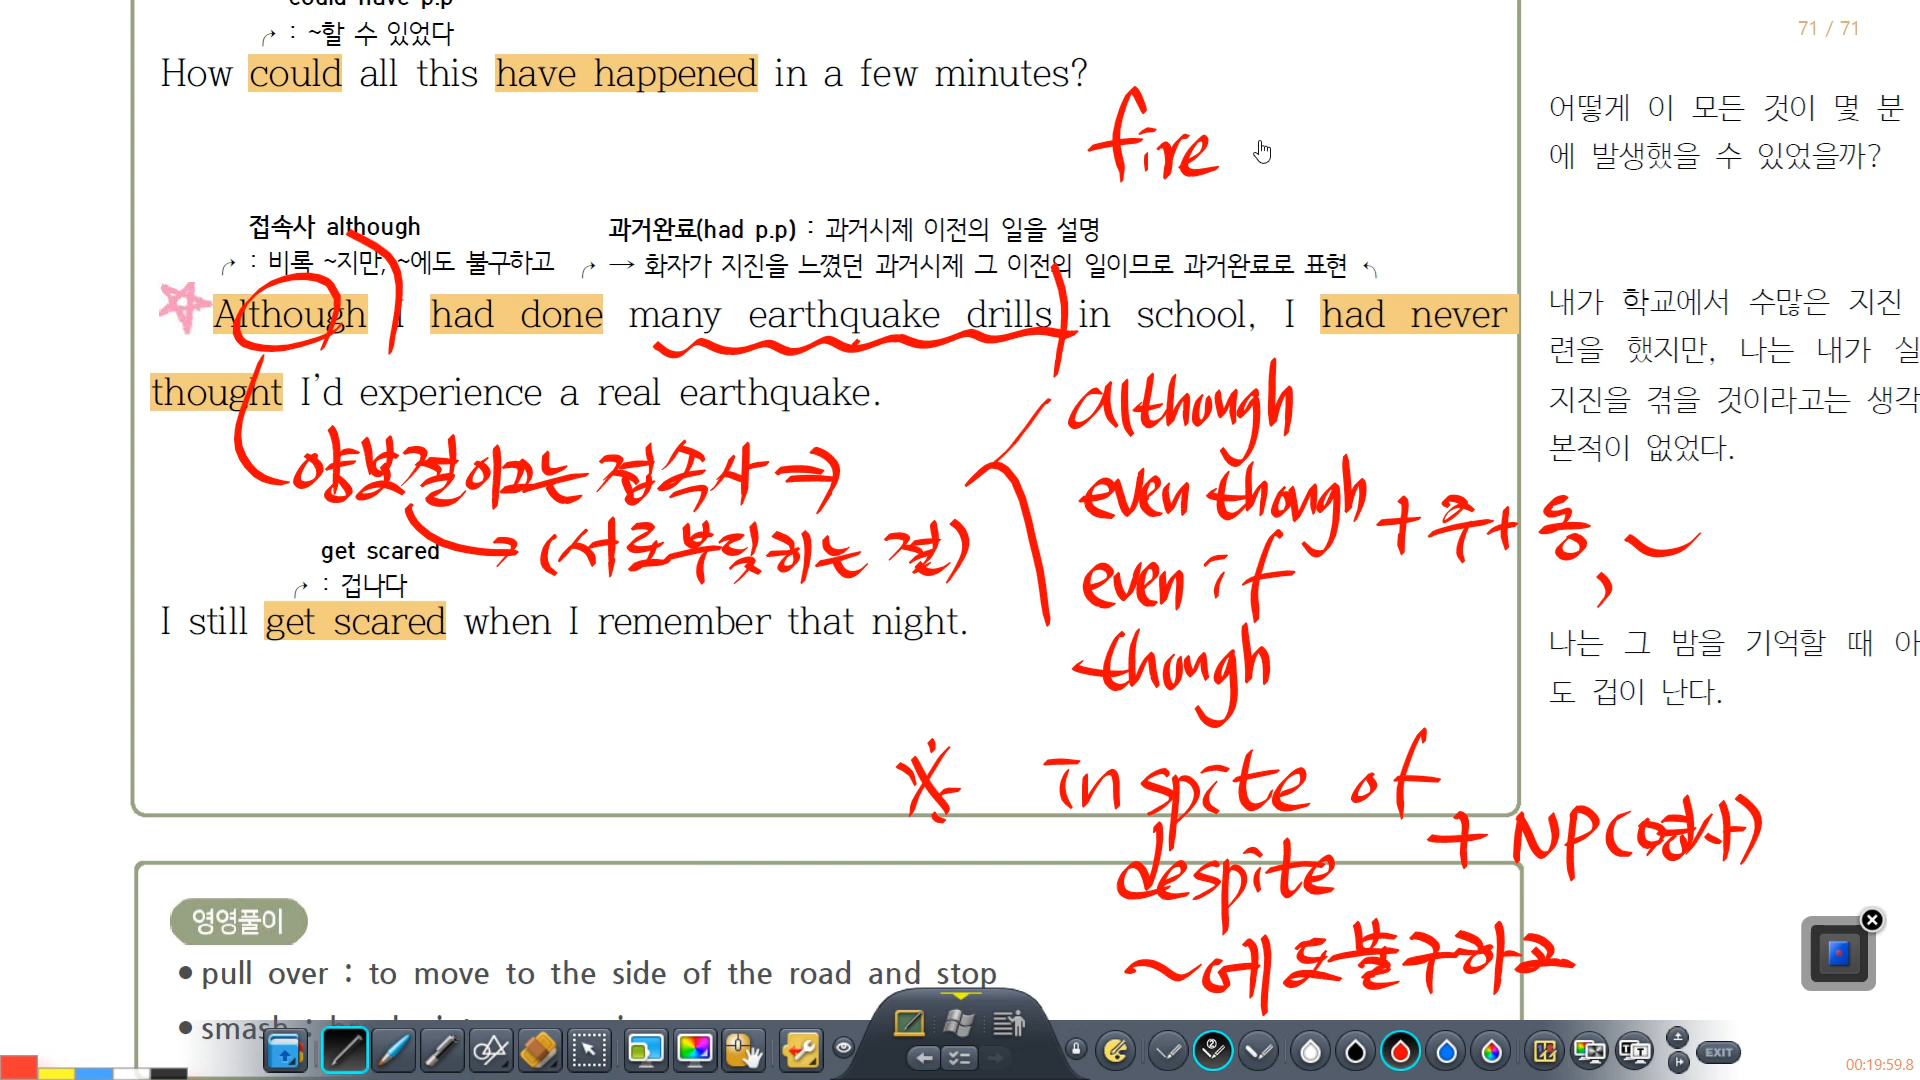 could have p.p
: ~할 수 있었다
71 / 71
How could all this have happened in a few minutes?
어떻게 이 모든 것이 몇 분
에 발생했을 수 있었을까?
fire
접속사 although
과거완료(had p.p) : 과거시제 이전의 일을 설명
: 비록 ~지만, ~에도 불구하고
→ 화자가 지진을 느꼈던 과거시제 그 이전의 일이므로 과거완료로 표현
Although I had done many earthquake drills in school, I had never
내가 학교에서 수많은 지진
련을 했지만, 나는 내가 실
thought I'd experience a real earthquake.
지진을 겪을 것이라고는 생각
본적이 없었다.
although
양보절이끄는 접속사 ⇒
even though
+ 주 + 동, ~
(서로부딪히는 절)
get scared
: 겁나다
even if
I still get scared when I remember that night.
나는 그 밤을 기억할 때 아
도 겁이 난다.
though
※ in spite of
+ NP(명사)
despite
~에도불구하고
영영풀이
• pull over : to move to the side of the road and stop
• smash :
EXIT
00:19:59.8